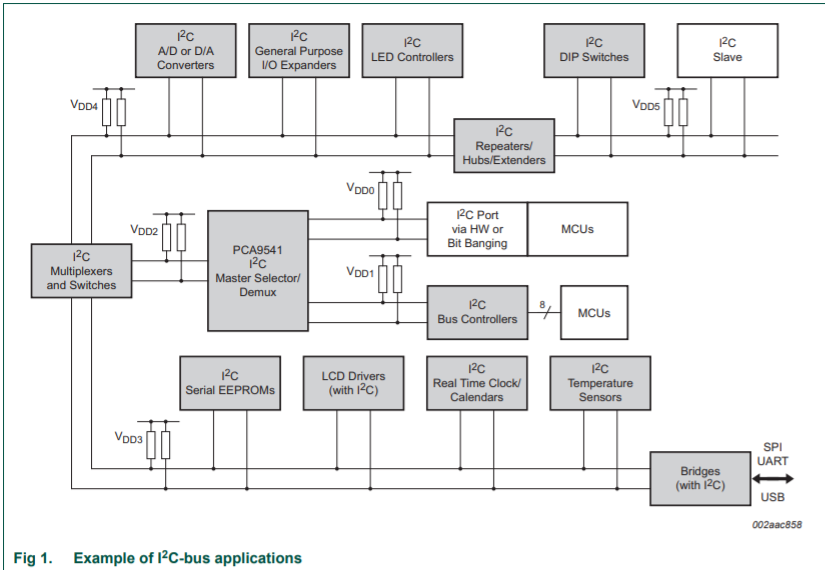 I²C
A/D or D/A
Converters
I²C
General Purpose
I/O Expanders
I²C
LED Controllers
I²C
DIP Switches
I²C
Slave
VDD4
VDD5
I²C
Repeaters/
Hubs/Extenders
VDD0
I²C Port
via HW or
Bit Banging
MCUs
VDD2
PCA9541
I²C
Master Selector/
Demux
I²C
Multiplexers
and Switches
VDD1
I²C
Bus Controllers
8
MCUs
I²C
Serial EEPROMs
LCD Drivers
(with I²C)
I²C
Real Time Clock/
Calendars
I²C
Temperature
Sensors
VDD3
Bridges
(with I²C)
SPI
UART
USB
002aac858
Fig 1. Example of I²C-bus applications